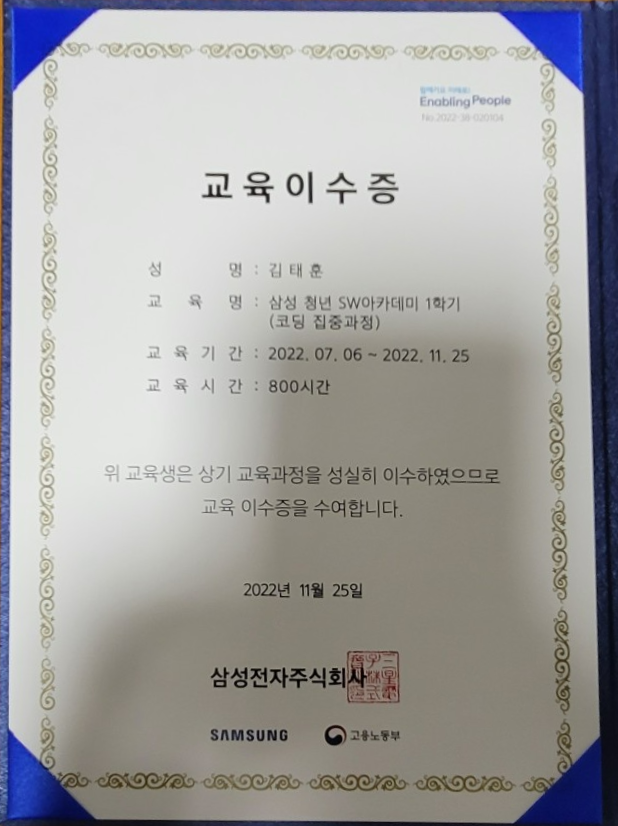 함께가요 미래로!
Enabling People
No.2022-38-020104
교육이수증
성 명 : 김태훈
교 육 명 : 삼성 청년 SW아카데미 1학기
(코딩 집중과정)
교 육 기 간 : 2022. 07. 06 ~ 2022. 11. 25
교 육 시 간 : 800시간
위 교육생은 상기 교육과정을 성실히 이수하였으므로
교육 이수증을 수여합니다.
2022년 11월 25일
삼성전자주식회사
SAMSUNG 고용노동부